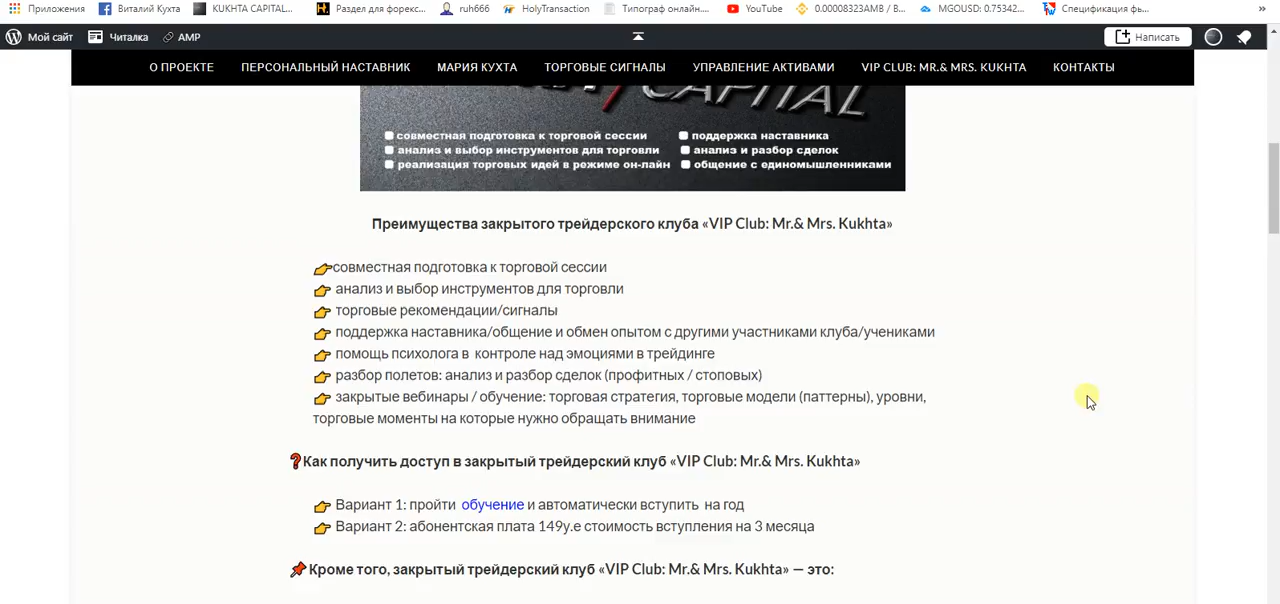 Приложения Виталий Кухта KUKHTA CAPITAL... Раздел для форекс... ruh666 HolyTransaction Типограф онлайн.... YouTube 0.00008323AMB / B... MGOUSD: 0.75342... Спецификация фь... »
Мой сайт Читалка AMP Написать
О ПРОЕКТЕ ПЕРСОНАЛЬНЫЙ НАСТАВНИК МАРИЯ КУХТА ТОРГОВЫЕ СИГНАЛЫ УПРАВЛЕНИЕ АКТИВАМИ VIP CLUB: MR.& MRS. KUKHTA КОНТАКТЫ
CAPITAL
совместная подготовка к торговой сессии поддержка наставника
анализ и выбор инструментов для торговли анализ и разбор сделок
реализация торговых идей в режиме он-лайн общение с единомышленниками
Преимущества закрытого трейдерского клуба «VIP Club: Mr.& Mrs. Kukhta»
совместная подготовка к торговой сессии
анализ и выбор инструментов для торговли
торговые рекомендации/сигналы
поддержка наставника/общение и обмен опытом с другими участниками клуба/учениками
помощь психолога в контроле над эмоциями в трейдинге
разбор полетов: анализ и разбор сделок (профитных / стоповых)
закрытые вебинары / обучение: торговая стратегия, торговые модели (паттерны), уровни,
торговые моменты на которые нужно обращать внимание
❓Как получить доступ в закрытый трейдерский клуб «VIP Club: Mr.& Mrs. Kukhta»
Вариант 1: пройти обучение и автоматически вступить на год
Вариант 2: абонентская плата 149у.е стоимость вступления на 3 месяца
Кроме того, закрытый трейдерский клуб «VIP Club: Mr.& Mrs. Kukhta» — это: